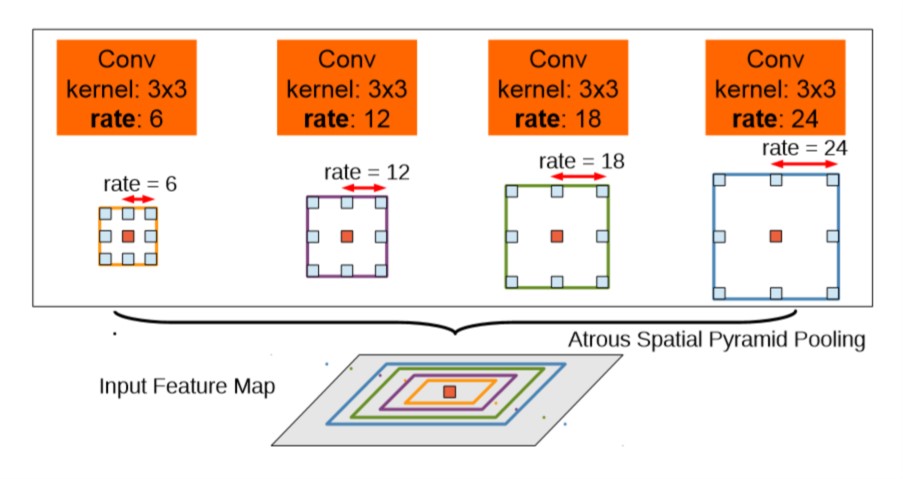 Conv
kernel: 3x3
rate: 6
Conv
kernel: 3x3
rate: 12
Conv
kernel: 3x3
rate: 18
Conv
kernel: 3x3
rate: 24
rate = 6
rate = 12
rate = 18
rate = 24
Atrous Spatial Pyramid Pooling
Input Feature Map